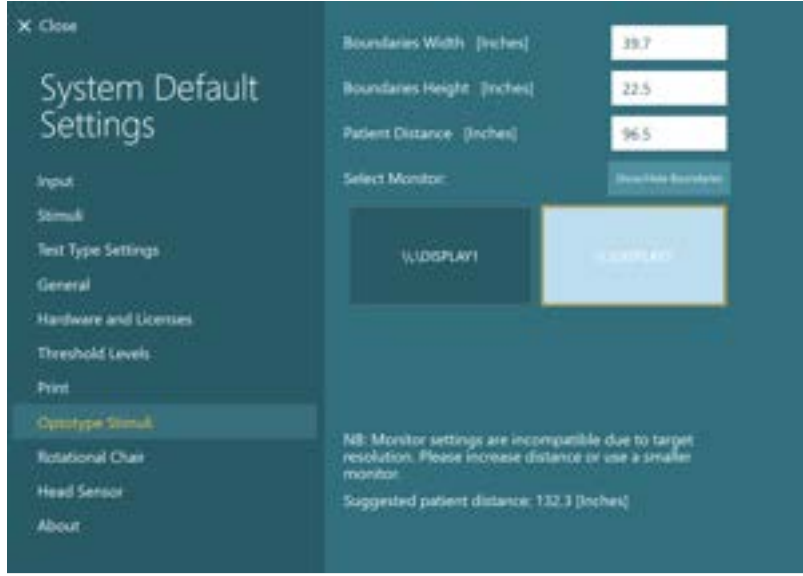 X Close
System Default
Settings
Input
Stimuli
Test Type Settings
General
Hardware and Licenses
Threshold Levels
Print
Optotype Stimuli
Rotational Chair
Head Sensor
About
Boundaries Width [Inches] 39.7
Boundaries Height [Inches] 22.5
Patient Distance [Inches] 96.5
Select Monitor: Show/Hide Boundaries
\\.\DISPLAY1
NB: Monitor settings are incompatible due to target
resolution. Please increase distance or use a smaller
monitor.
Suggested patient distance: 132.3 [Inches]